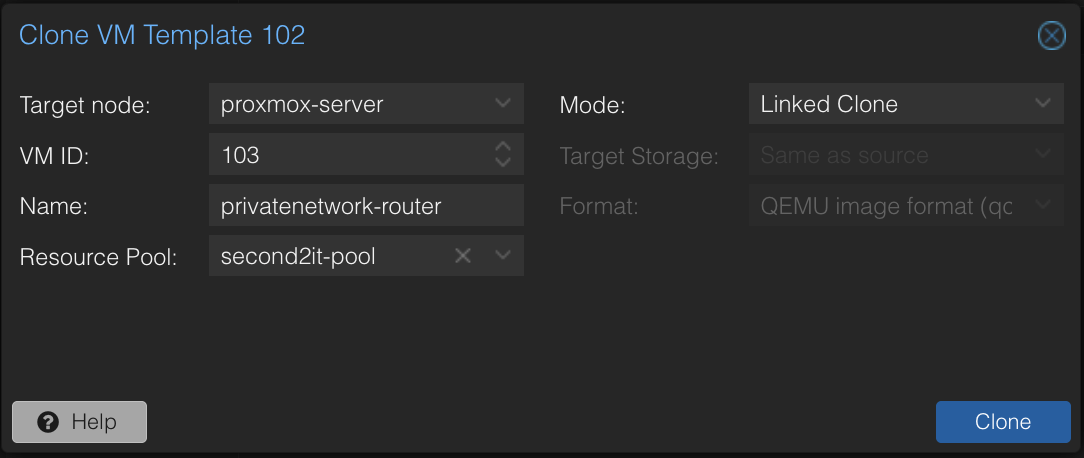 Clone VM Template 102
Target node: proxmox-server
VM ID: 103
Name: privatenetwork-router
Resource Pool: second2it-pool
Mode: Linked Clone
Target Storage: Same as source
Format: QEMU image format (qc
Help
Clone